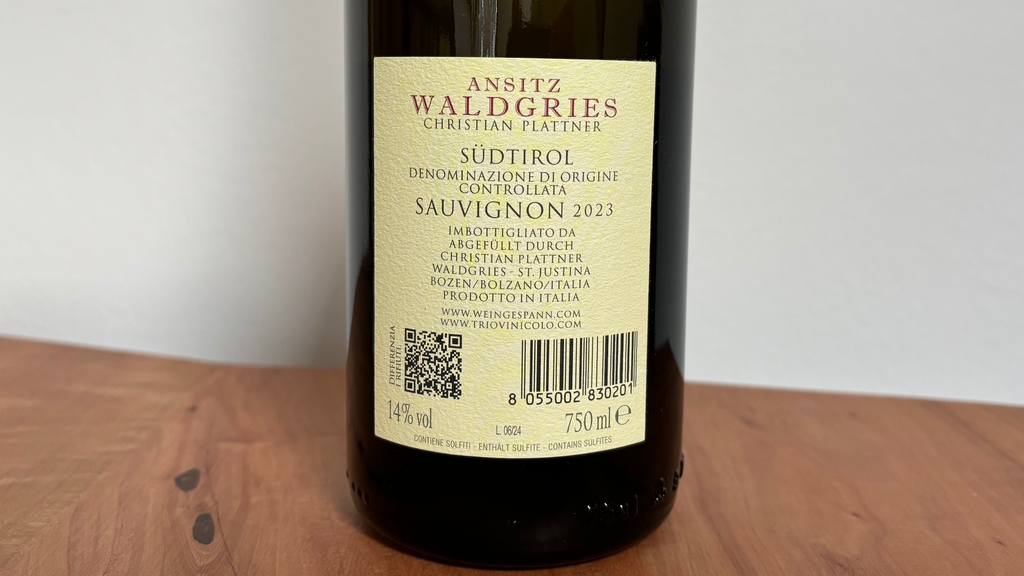 ANSITZ
WALDGRIES
CHRISTIAN PLATTNER
SÜDTIROL
DENOMINAZIONE DI ORIGINE
CONTROLLATA
SAUVIGNON 2023
IMBOTTIGLIATO DA
ABGEFÜLLT DURCH
CHRISTIAN PLATTNER
WALDGRIES - ST. JUSTINA
BOZEN/BOLZANO/ITALIA
PRODOTTO IN ITALIA
WWW.WEINGESPANN.COM
WWW.TRIOVINICOLO.COM
DIFFERENZIA
I RIFIUTI
8 055002 830201
14% vol
L. 06/24
750 ml ℮
CONTIENE SOLFITI - ENTHÄLT SULFITE - CONTAINS SULFITES